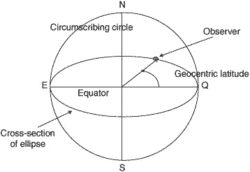 N
Circumscribing circle
Observer
Geocentric latitude
E
Q
Equator
Cross-section
of ellipse
S